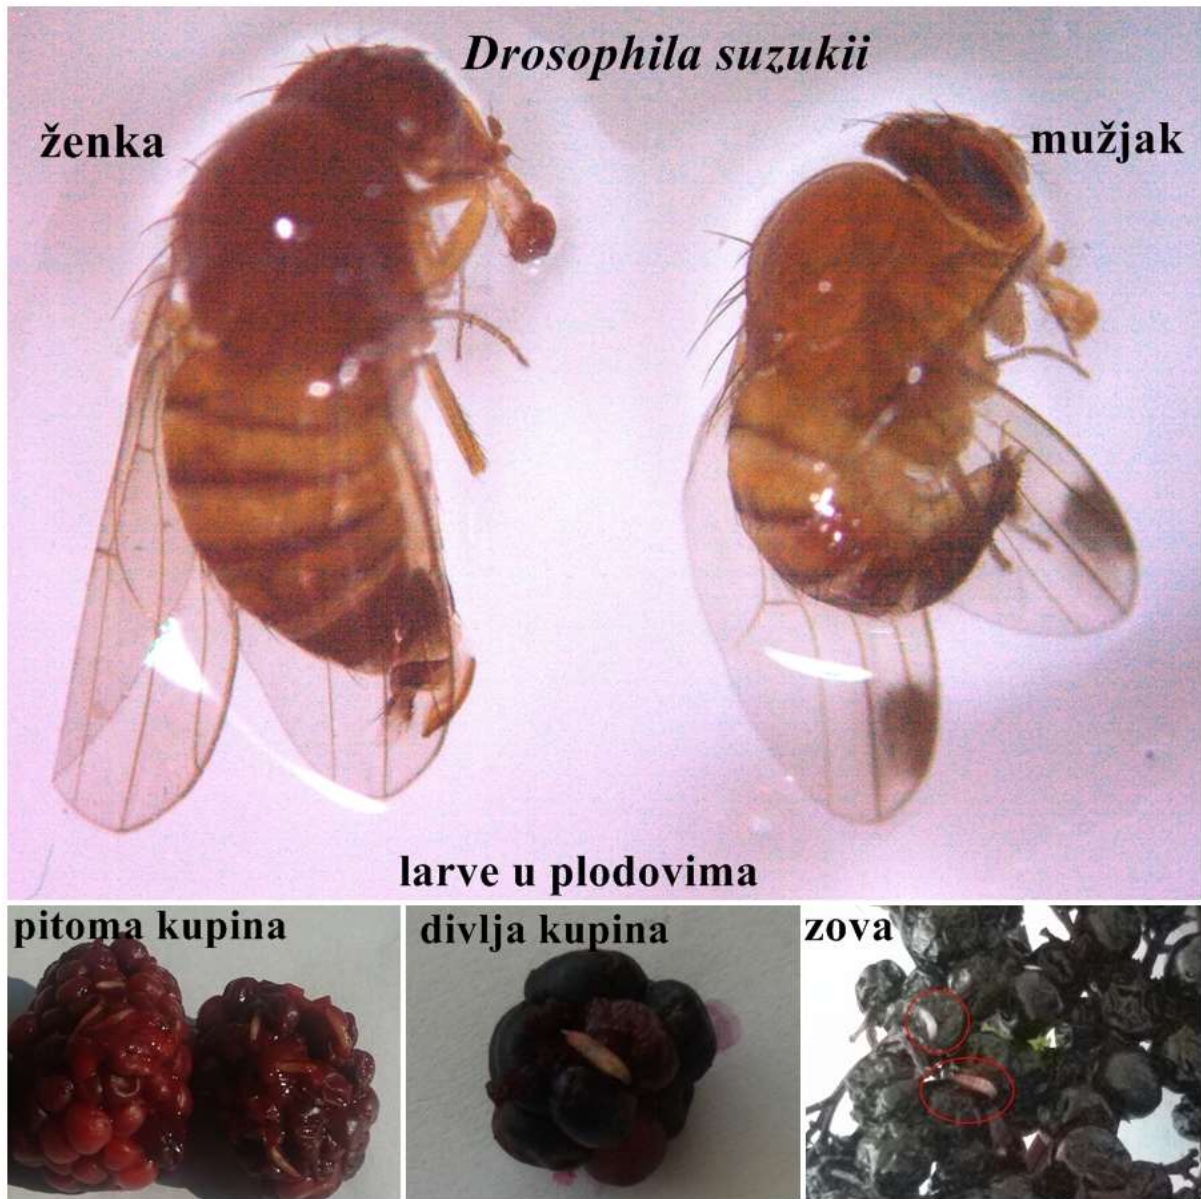 Drosophila suzukii
ženka
mužjak
larve u plodovima
pitoma kupina
divlja kupina
zova